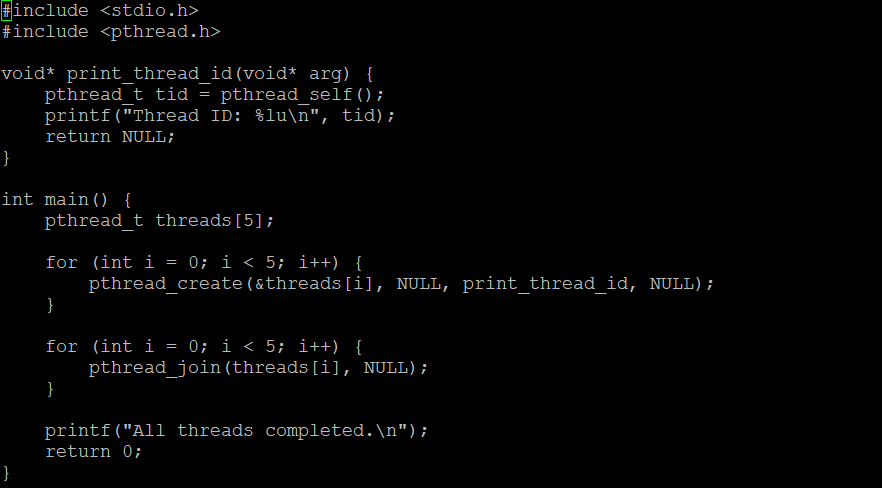 #include <stdio.h>
#include <pthread.h>

void* print_thread_id(void* arg) {
    pthread_t tid = pthread_self();
    printf("Thread ID: %lu\n", tid);
    return NULL;
}

int main() {
    pthread_t threads[5];

    for (int i = 0; i < 5; i++) {
        pthread_create(&threads[i], NULL, print_thread_id, NULL);
    }

    for (int i = 0; i < 5; i++) {
        pthread_join(threads[i], NULL);
    }

    printf("All threads completed.\n");
    return 0;
}